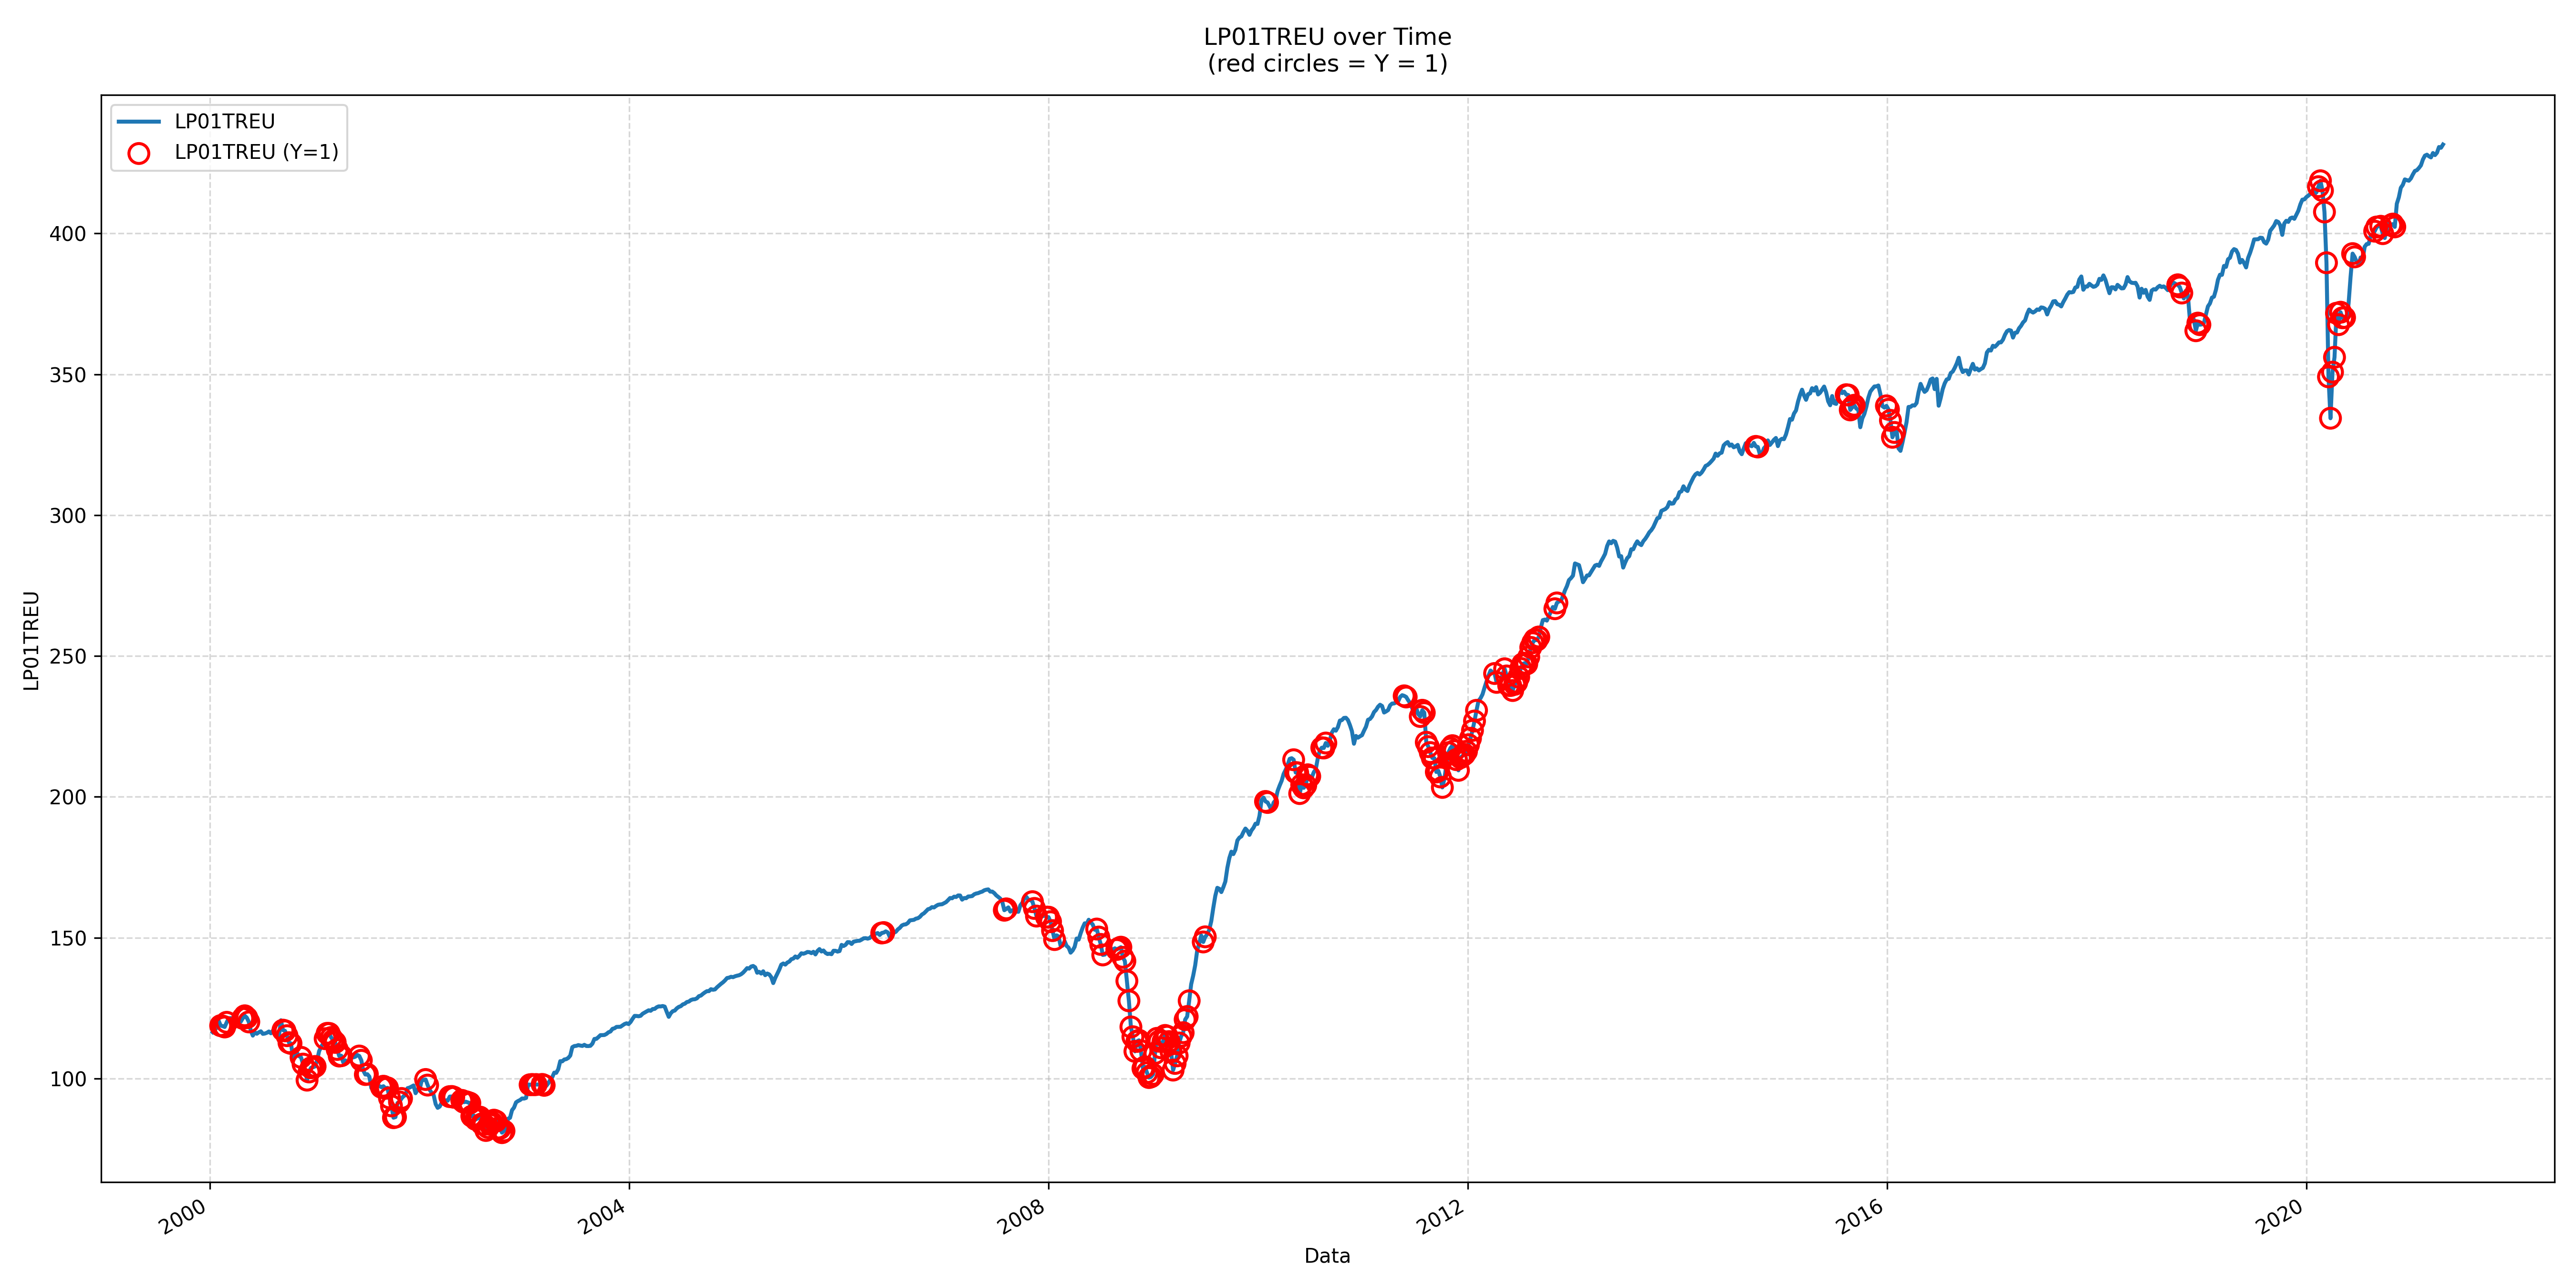 LP01TREU over Time
(red circles = Y = 1)
LP01TREU
LP01TREU (Y=1)
LP01TREU
400
350
300
250
200
150
100
2000
2004
2008
2012
2016
2020
Data